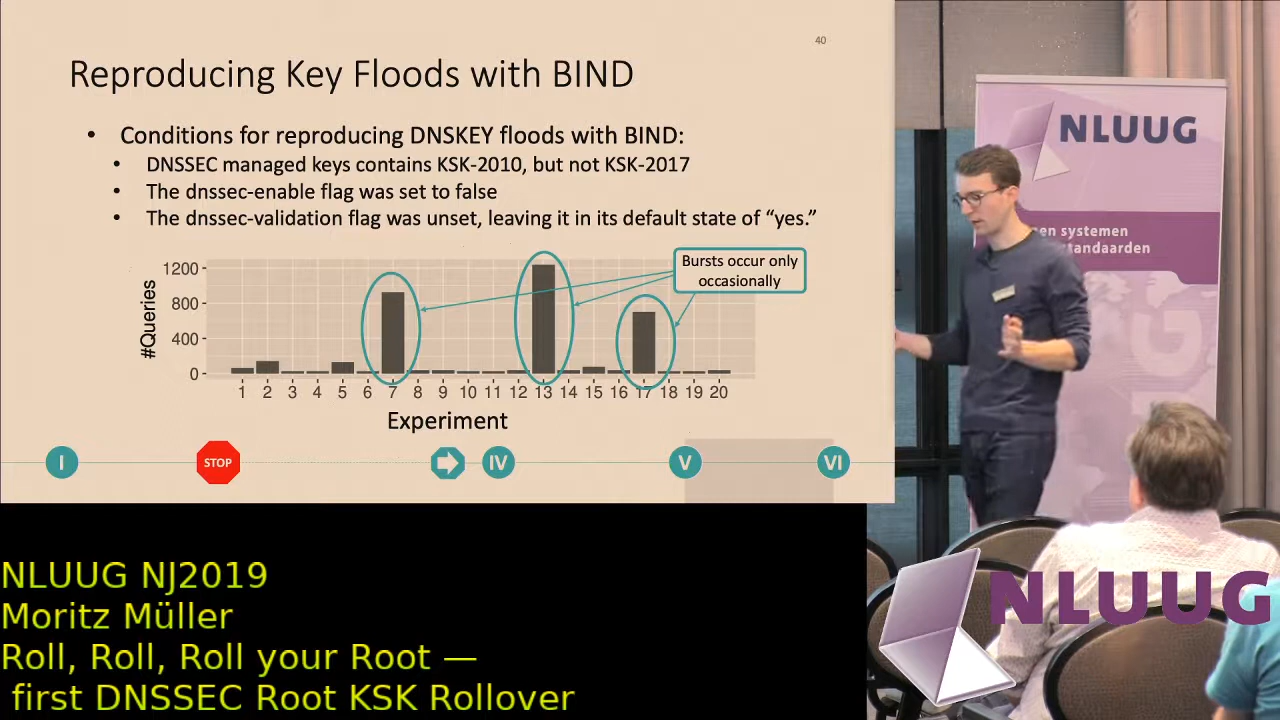 40
Reproducing Key Floods with BIND
• Conditions for reproducing DNSKEY floods with BIND:
• DNSSEC managed keys contains KSK-2010, but not KSK-2017
• The dnssec-enable flag was set to false
• The dnssec-validation flag was unset, leaving it in its default state of “yes.”
Bursts occur only
occasionally
#Queries
1200
800
400
0
1 2 3 4 5 6 7 8 9 10 11 12 13 14 15 16 17 18 19 20
Experiment
I STOP IV V VI
NLUUG
en systemen
standaarden
NLUUG NJ2019
Moritz Müller
Roll, Roll, Roll your Root —
first DNSSEC Root KSK Rollover
NLUUG